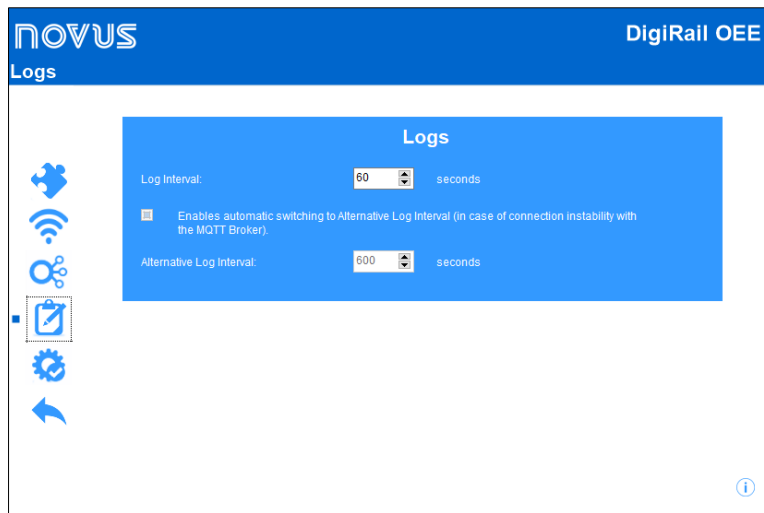 novus
DigiRail OEE
Logs
Logs
Log Interval:
60
seconds
Enables automatic switching to Alternative Log Interval (in case of connection instability with
the MQTT Broker).
Alternative Log Interval:
600
seconds
i